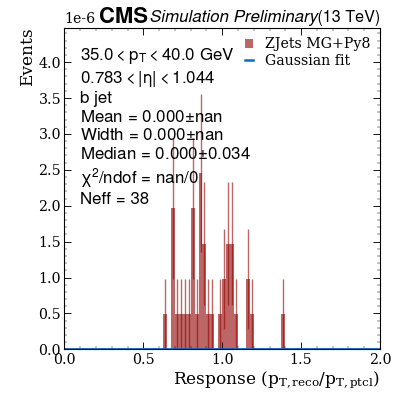 1e-6 CMS Simulation Preliminary (13 TeV)
Events
35.0 < pT < 40.0 GeV
0.783 < |η| < 1.044
b jet
Mean = 0.000±nan
Width = 0.000±nan
Median = 0.000±0.034
χ²/ndof = nan/0
Neff = 38
ZJets MG+Py8
Gaussian fit
4.0
3.5
3.0
2.5
2.0
1.5
1.0
0.5
0.0
0.0 0.5 1.0 1.5 2.0
Response (pT,reco/pT,ptcl)